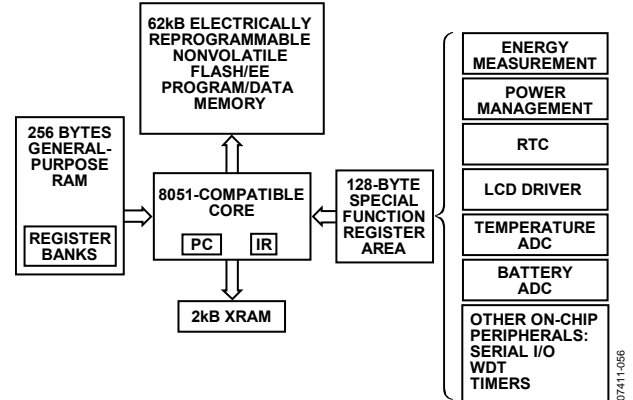 62kB ELECTRICALLY
REPROGRAMMABLE
NONVOLATILE
FLASH/EE
PROGRAM/DATA
MEMORY
256 BYTES
GENERAL-
PURPOSE
RAM
REGISTER
BANKS
8051-COMPATIBLE
CORE
PC
IR
2kB XRAM
128-BYTE
SPECIAL
FUNCTION
REGISTER
AREA
ENERGY
MEASUREMENT
POWER
MANAGEMENT
RTC
LCD DRIVER
TEMPERATURE
ADC
BATTERY
ADC
OTHER ON-CHIP
PERIPHERALS:
SERIAL I/O
WDT
TIMERS
07411-056